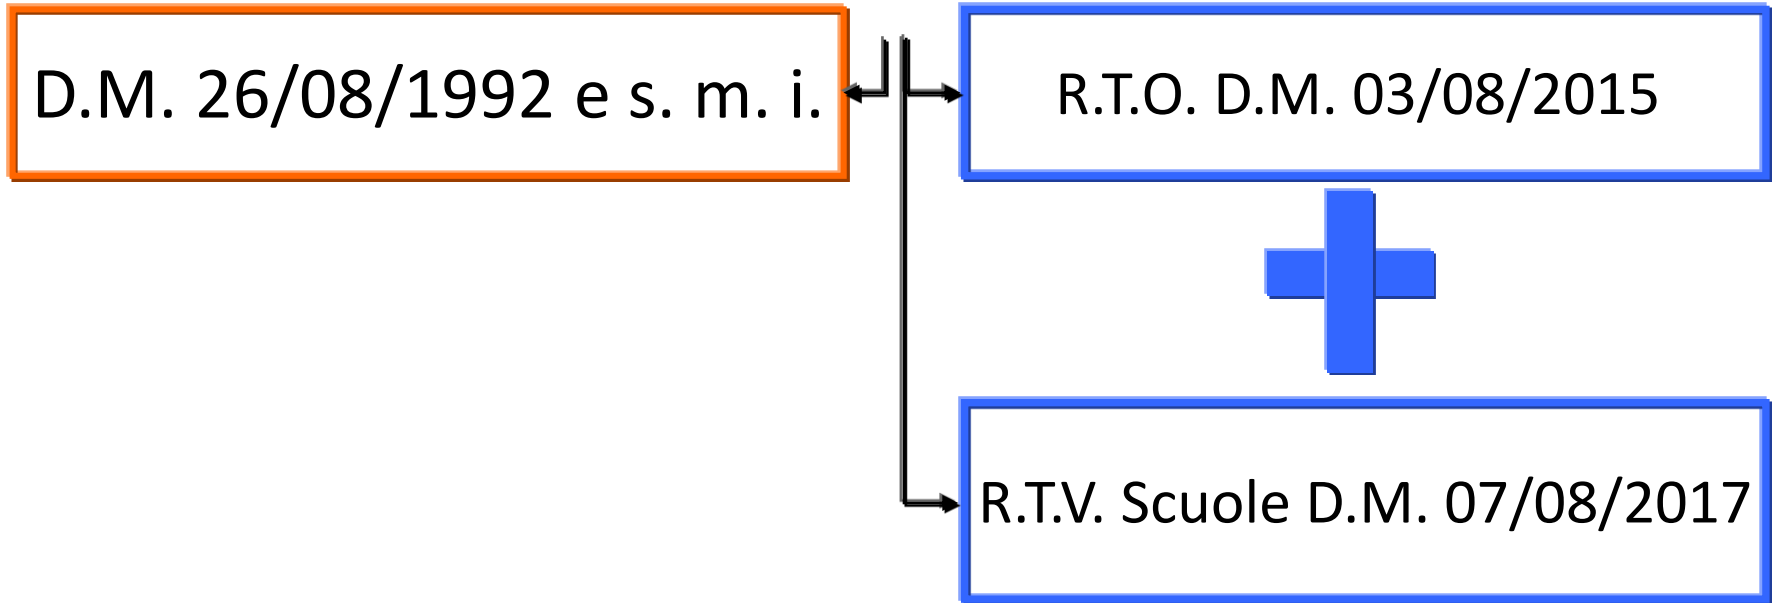 D.M. 26/08/1992 e s. m. i.
R.T.O. D.M. 03/08/2015
R.T.V. Scuole D.M. 07/08/2017